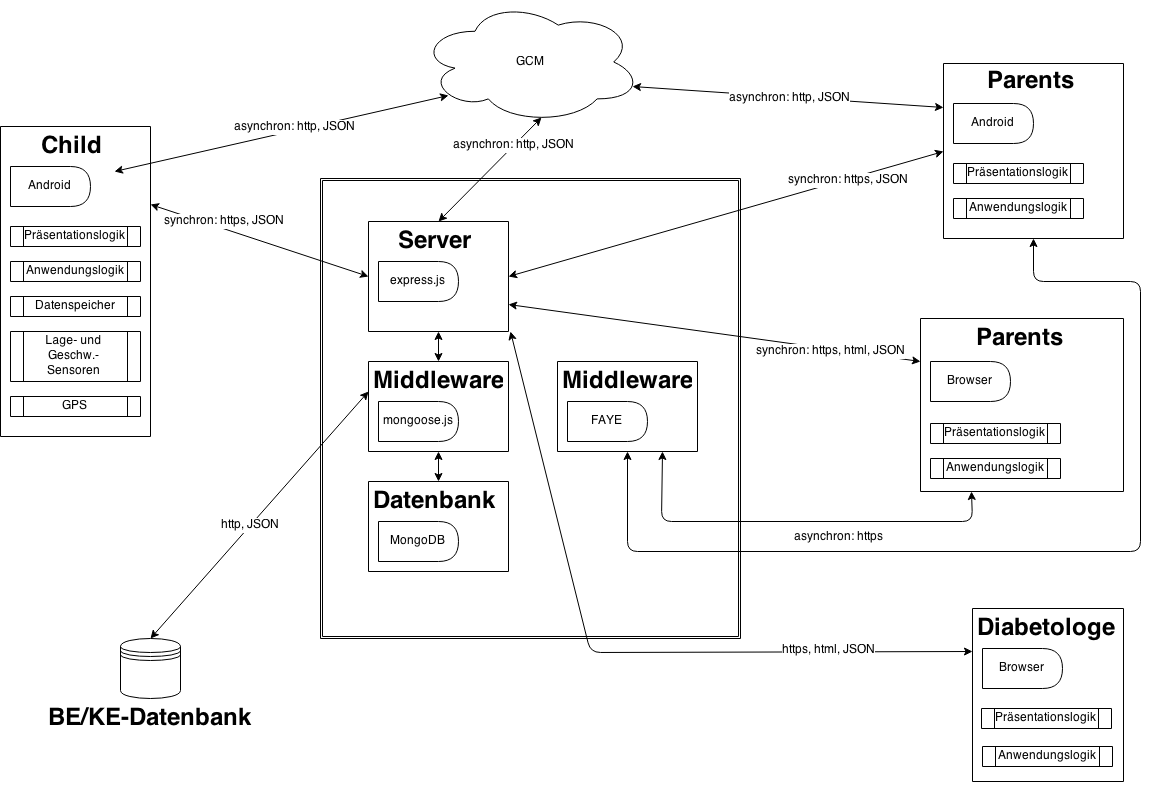 GCM
asynchron: http, JSON
asynchron: http, JSON
asynchron: http, JSON
Child
Android
Präsentationslogik
Anwendungslogik
Datenspeicher
Lage- und
Geschw.-
Sensoren
GPS
synchron: https, JSON
Server
express.js
Middleware
mongoose.js
Datenbank
MongoDB
Middleware
FAYE
synchron: https, JSON
Parents
Android
Präsentationslogik
Anwendungslogik
synchron: https, html, JSON
Parents
Browser
Präsentationslogik
Anwendungslogik
asynchron: https
http, JSON
BE/KE-Datenbank
https, html, JSON
Diabetologe
Browser
Präsentationslogik
Anwendungslogik